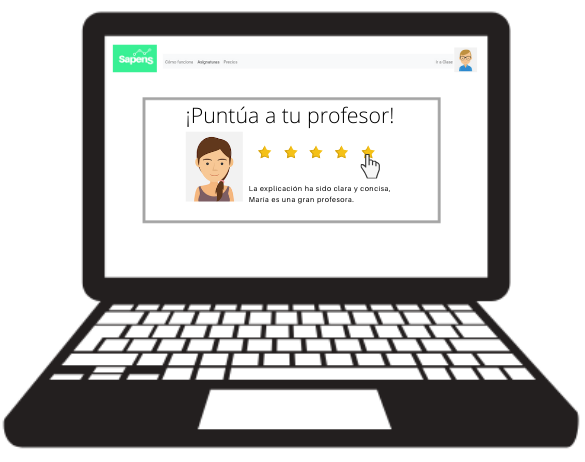 Sapens
Cómo funciona Asignaturas Precios
Ir a Clase
¡Puntúa a tu profesor!
La explicación ha sido clara y concisa,
María es una gran profesora.